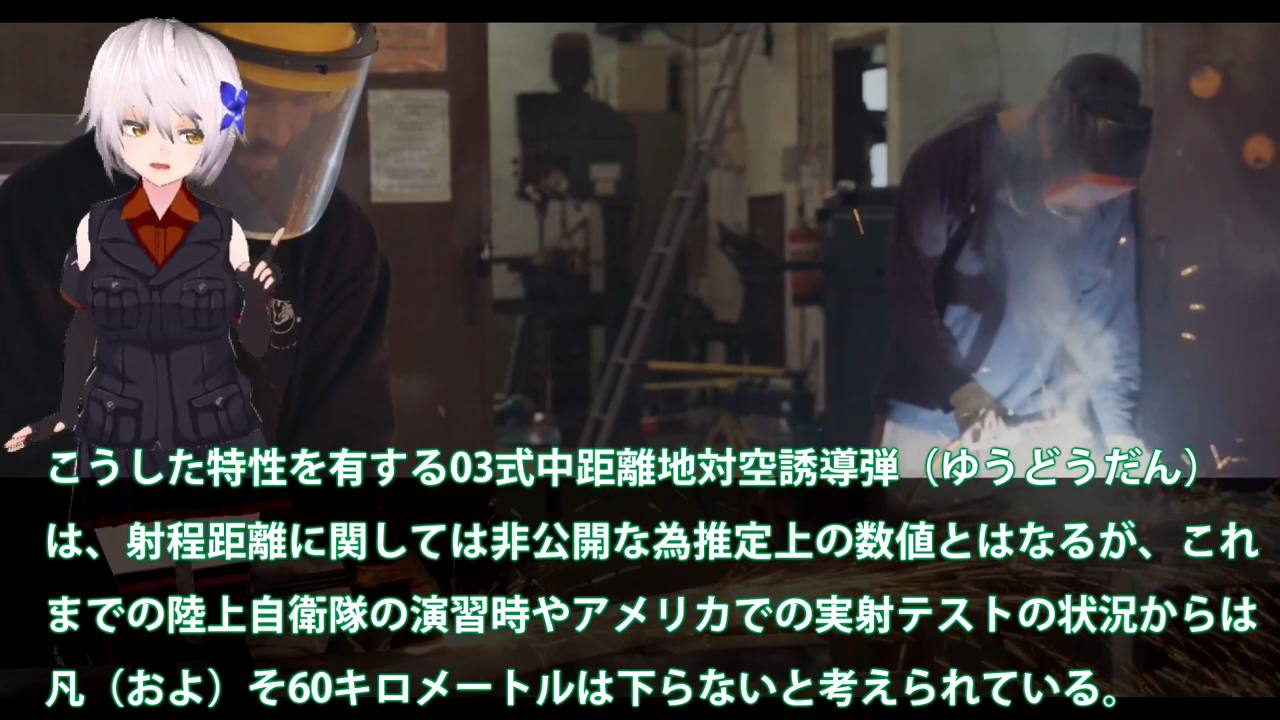 こうした特性を有する03式中距離地対空誘導弾（ゆうどうだん）
は、射程距離に関しては非公開な為推定上の数値とはなるが、これ
までの陸上自衛隊の演習時やアメリカでの実射テストの状況からは
凡（およ）そ60キロメートルは下らないと考えられている。